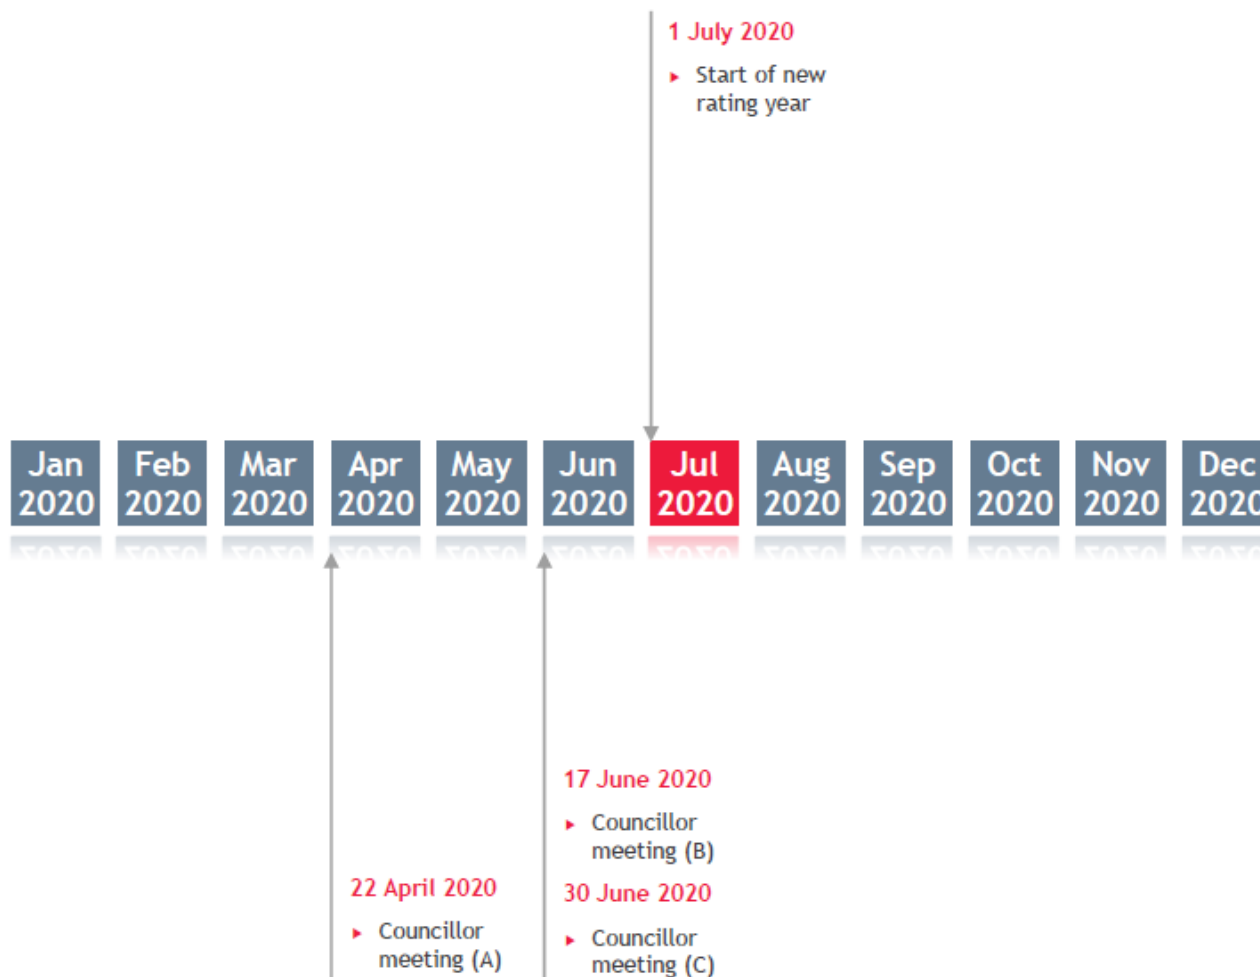 1 July 2020
▸ Start of new
rating year
Jan
2020
Feb
2020
Mar
2020
Apr
2020
May
2020
Jun
2020
Jul
2020
Aug
2020
Sep
2020
Oct
2020
Nov
2020
Dec
2020
22 April 2020
▸ Councillor
meeting (A)
17 June 2020
▸ Councillor
meeting (B)
30 June 2020
▸ Councillor
meeting (C)